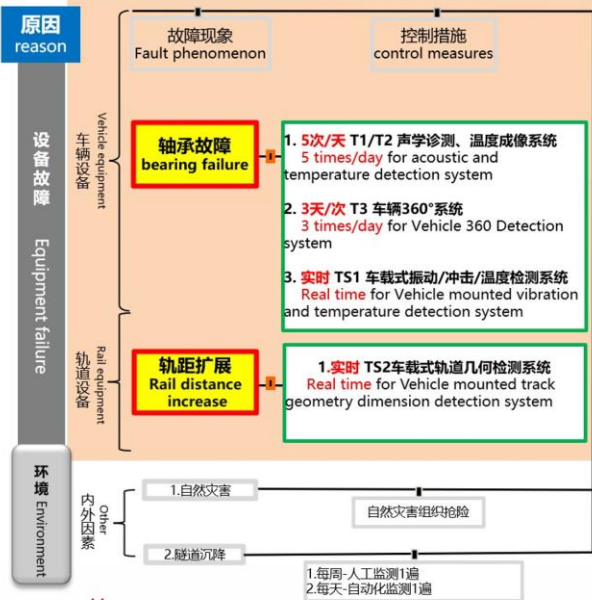 原因
reason
故障现象
Fault phenomenon
控制措施
control measures
设备故障 Equipment failure
车辆设备
Vehicle equipment
轴承故障
bearing failure
1. 5次/天 T1/T2 声学诊测、温度成像系统
5 times/day for acoustic and
temperature detection system
2. 3天/次 T3 车辆360°系统
3 times/day for Vehicle 360 Detection
system
3. 实时 TS1 车载式振动/冲击/温度检测系统
Real time for Vehicle mounted vibration
and temperature detection system
轨道设备
Rail equipment
轨距扩展
Rail distance
increase
1.实时 TS2车载式轨道几何检测系统
Real time for Vehicle mounted track
geometry dimension detection system
环境 Environment
内外因素
Other
1.自然灾害
自然灾害组织抢险
2.隧道沉降
1.每周-人工监测1遍
2.每天-自动化监测1遍